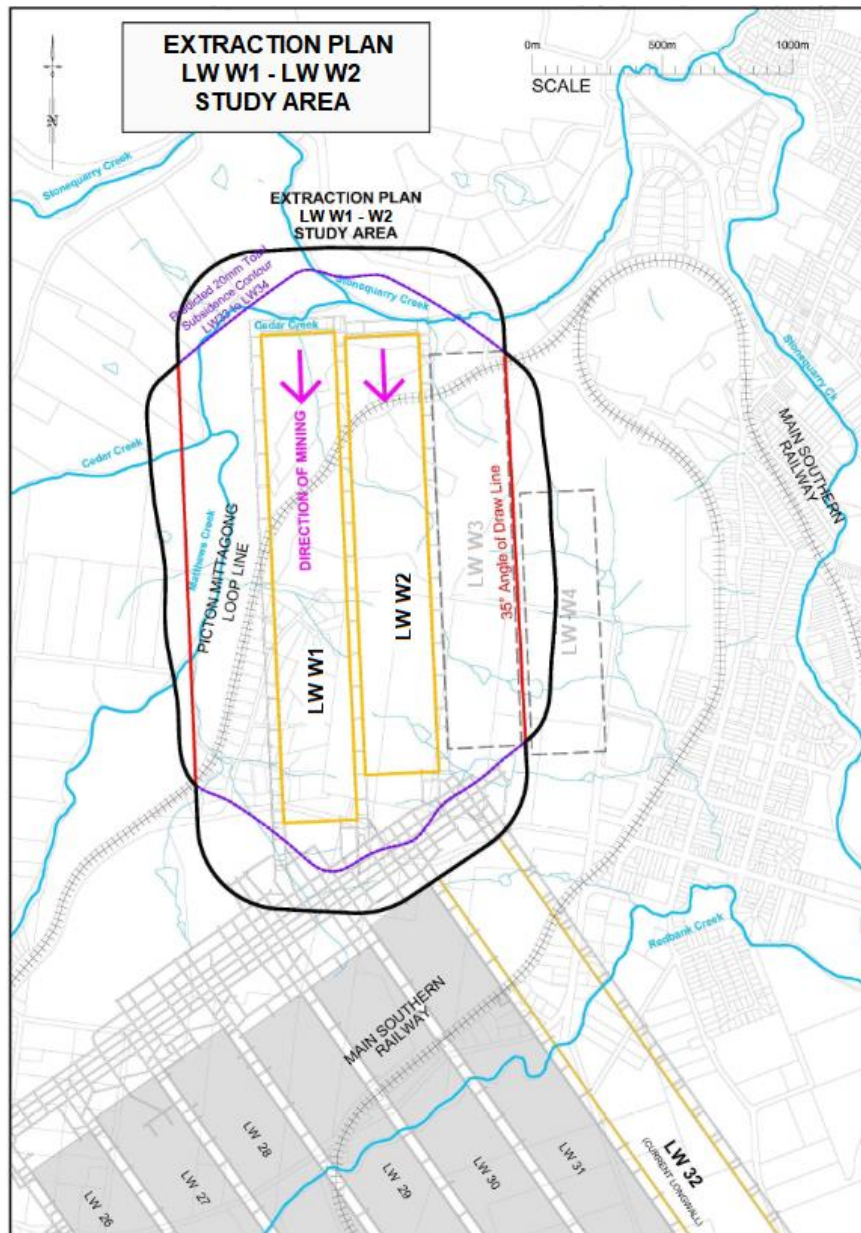 EXTRACTION PLAN
LW W1 - LW W2
STUDY AREA
0m 500m 1000m
SCALE
N
Stonequarry Creek
EXTRACTION PLAN
LW W1 - W2
STUDY AREA
Predicted 20mm Total
Subsidence Contour
LW33 to LW34
Stonequarry Creek
Cedar Creek
Stonequarry Ck
MAIN SOUTHERN
RAILWAY
Cedar Creek
DIRECTION OF MINING
Matthews Creek
PICTON MITTAGONG
LOOP LINE
LW W1
LW W2
LW W3
35° Angle of Draw Line
LW W4
Redbank Creek
MAIN SOUTHERN
RAILWAY
LW 26
LW 27
LW 28
LW 29
LW 30
LW 31
LW 32
(CURRENT LONGWALL)